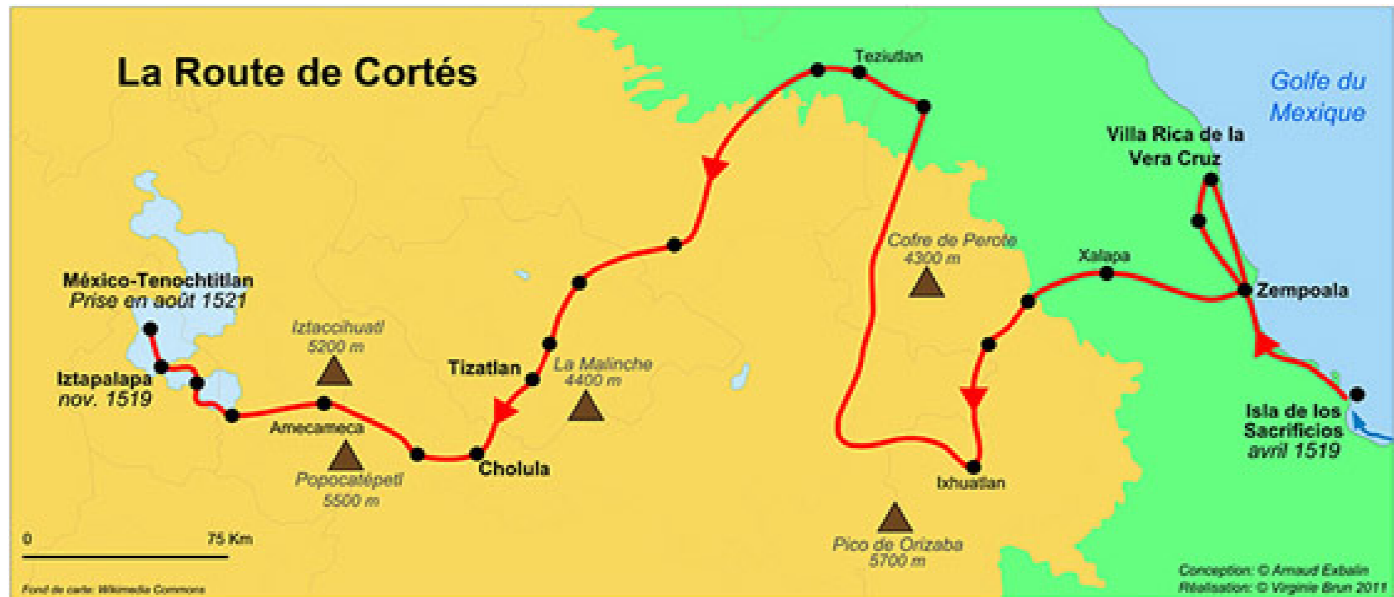 La Route de Cortés
Teziutlan
Golfe du
Mexique
Villa Rica de la
Vera Cruz
Cofre de Perote
4300 m
Xalapa
Zempoala
México-Tenochtitlan
Prise en août 1521
Iztaccihuatl
5200 m
Tizatlan
La Malinche
4400 m
Iztapalapa
nov. 1519
Isla de los
Sacrificios
avril 1519
Amecameca
Cholula
Popocatépetl
5500 m
Ixhuatlan
Pico de Orizaba
5700 m
0
75 Km
Fond de carte: Wikimedia Commons
Conception: © Arnaud Exbalin
Réalisation: © Virginie Brun 2011